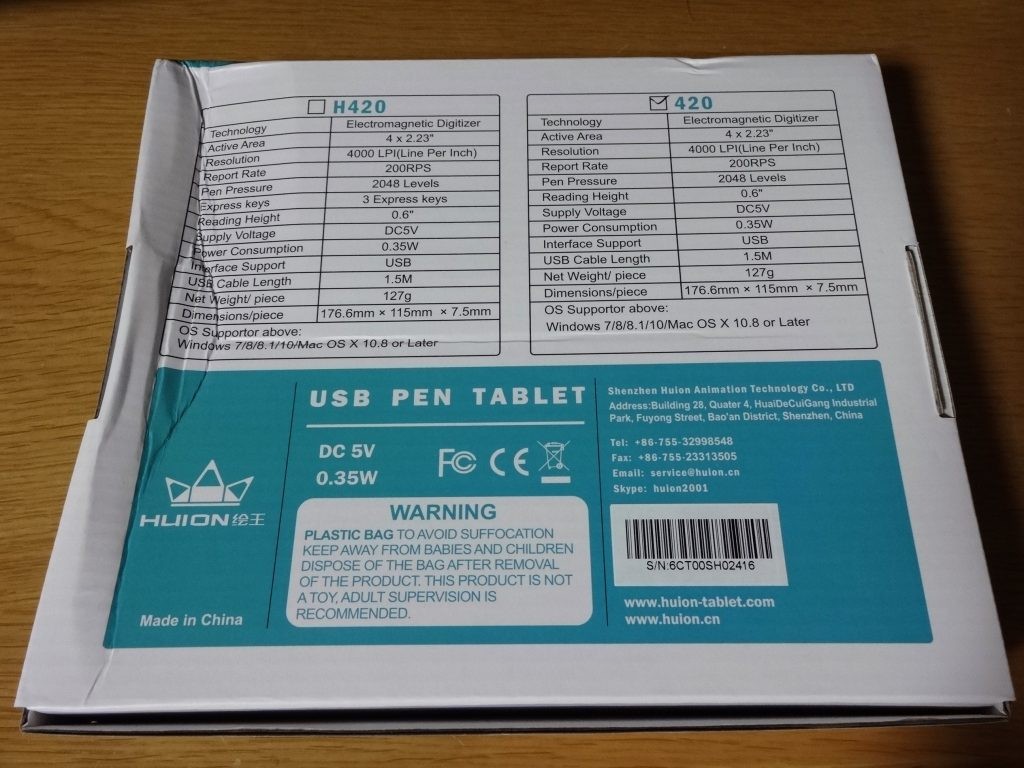 H420
Technology Electromagnetic Digitizer
Active Area 4 x 2.23"
Resolution 4000 LPI(Line Per Inch)
Report Rate 200RPS
Pen Pressure 2048 Levels
Express keys 3 Express keys
Reading Height 0.6"
Supply Voltage DC5V
Power Consumption 0.35W
Interface Support USB
USB Cable Length 1.5M
Net Weight/ piece 127g
Dimensions/piece 176.6mm × 115mm × 7.5mm
OS Supportor above:
Windows 7/8/8.1/10/Mac OS X 10.8 or Later
420
Technology Electromagnetic Digitizer
Active Area 4 x 2.23"
Resolution 4000 LPI(Line Per Inch)
Report Rate 200RPS
Pen Pressure 2048 Levels
Reading Height 0.6"
Supply Voltage DC5V
Power Consumption 0.35W
Interface Support USB
USB Cable Length 1.5M
Net Weight/ piece 127g
Dimensions/piece 176.6mm × 115mm × 7.5mm
OS Supportor above:
Windows 7/8/8.1/10/Mac OS X 10.8 or Later
HUION绘王
Made in China
USB PEN TABLET
DC 5V
0.35W
FC CE
WARNING
PLASTIC BAG TO AVOID SUFFOCATION
KEEP AWAY FROM BABIES AND CHILDREN
DISPOSE OF THE BAG AFTER REMOVAL
OF THE PRODUCT. THIS PRODUCT IS NOT
A TOY, ADULT SUPERVISION IS
RECOMMENDED.
Shenzhen Huion Animation Technology Co., LTD
Address:Building 28, Quater 4, HuaiDeCuiGang Industrial
Park, Fuyong Street, Bao'an District, Shenzhen, China
Tel: +86-755-32998548
Fax: +86-755-23313505
Email: service@huion.cn
Skype: huion2001
S/N:6CT00SH02416
www.huion-tablet.com
www.huion.cn